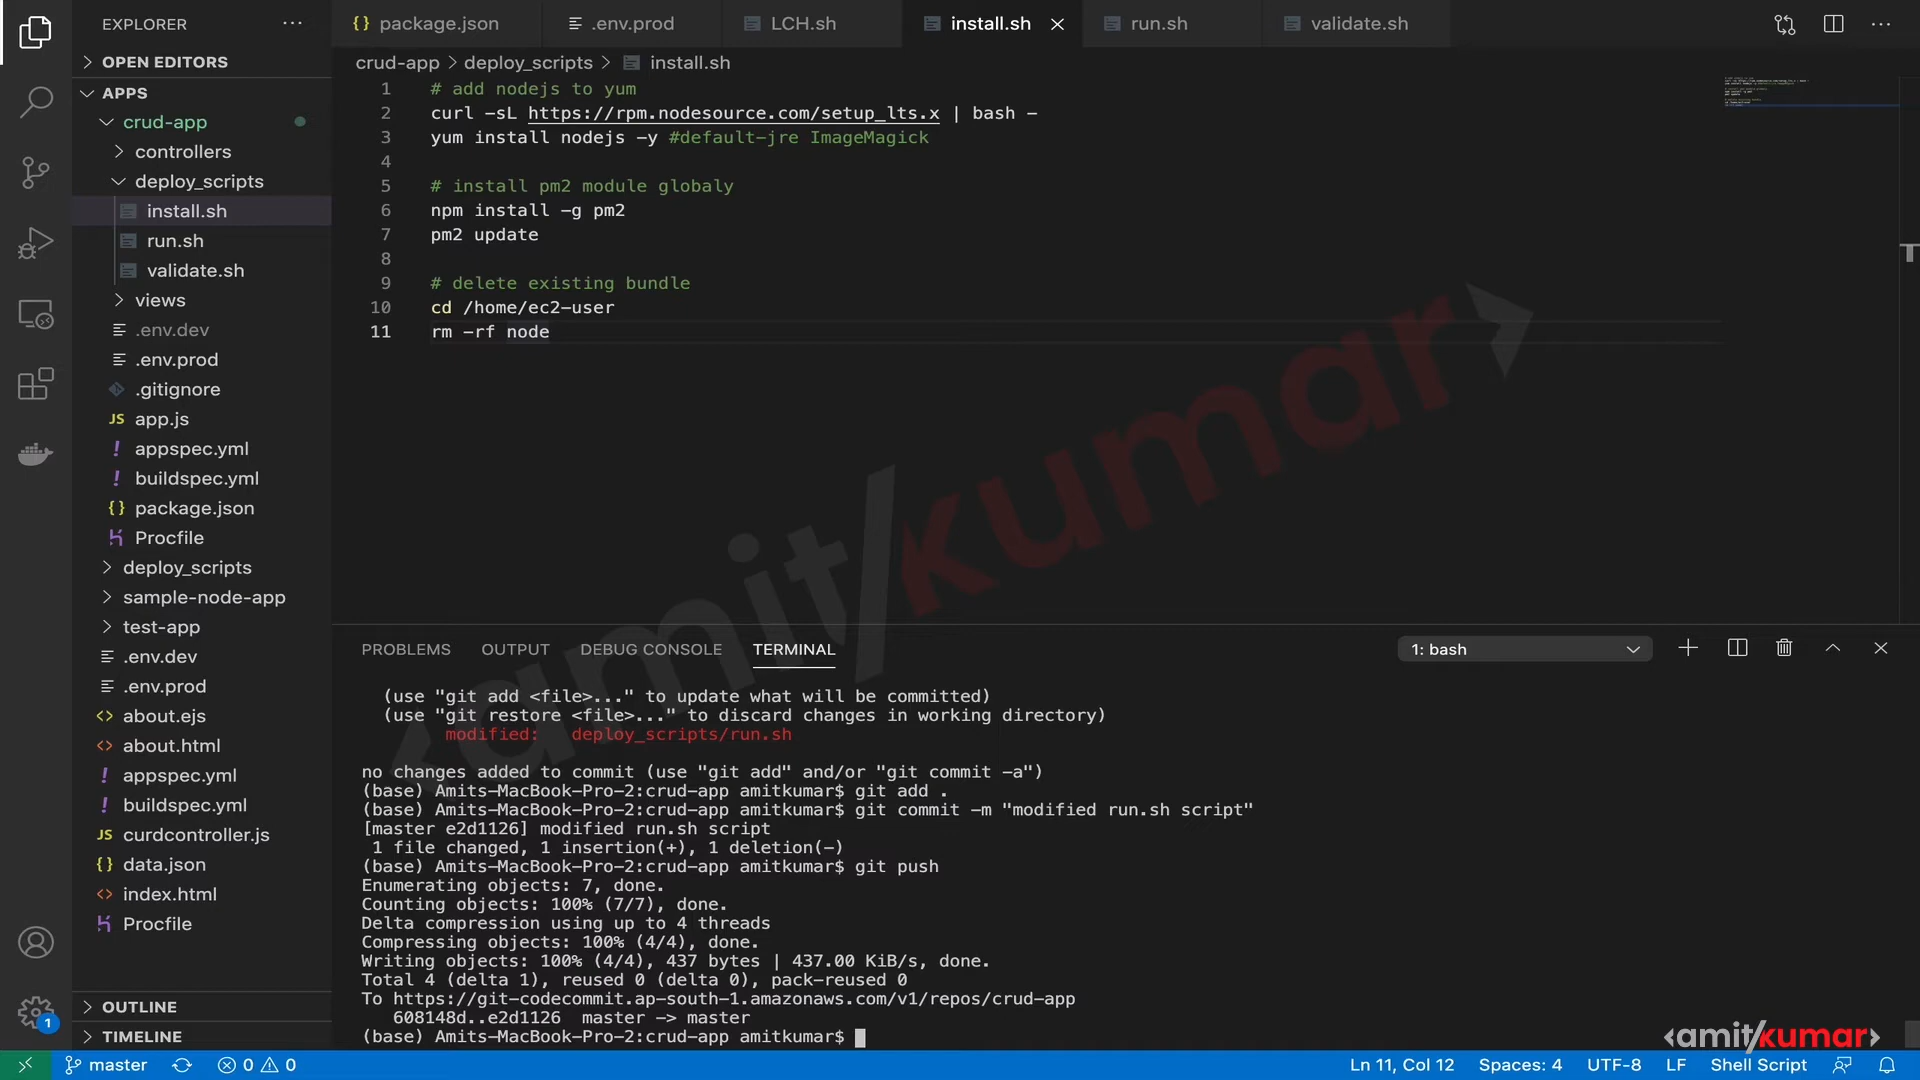 EXPLORER
OPEN EDITORS
APPS
crud-app
controllers
deploy_scripts
install.sh
run.sh
validate.sh
views
.env.dev
.env.prod
.gitignore
JS app.js
! appspec.yml
! buildspec.yml
{} package.json
Procfile
deploy_scripts
sample-node-app
test-app
.env.dev
.env.prod
<> about.ejs
<> about.html
! appspec.yml
! buildspec.yml
JS curdcontroller.js
{} data.json
<> index.html
Procfile
OUTLINE
TIMELINE
1
{} package.json
.env.prod
LCH.sh
install.sh
run.sh
validate.sh
crud-app > deploy_scripts > install.sh
1 # add nodejs to yum
2 curl -sL https://rpm.nodesource.com/setup_lts.x | bash -
3 yum install nodejs -y #default-jre ImageMagick
4
5 # install pm2 module globaly
6 npm install -g pm2
7 pm2 update
8
9 # delete existing bundle
10 cd /home/ec2-user
11 rm -rf node
<amit/kumar>
PROBLEMS OUTPUT DEBUG CONSOLE TERMINAL 1: bash
(use "git add <file>..." to update what will be committed)
(use "git restore <file>..." to discard changes in working directory)
modified: deploy_scripts/run.sh
no changes added to commit (use "git add" and/or "git commit -a")
(base) Amits-MacBook-Pro-2:crud-app amitkumar$ git add .
(base) Amits-MacBook-Pro-2:crud-app amitkumar$ git commit -m "modified run.sh script"
[master e2d1126] modified run.sh script
1 file changed, 1 insertion(+), 1 deletion(-)
(base) Amits-MacBook-Pro-2:crud-app amitkumar$ git push
Enumerating objects: 7, done.
Counting objects: 100% (7/7), done.
Delta compression using up to 4 threads
Compressing objects: 100% (4/4), done.
Writing objects: 100% (4/4), 437 bytes | 437.00 KiB/s, done.
Total 4 (delta 1), reused 0 (delta 0), pack-reused 0
To https://git-codecommit.ap-south-1.amazonaws.com/v1/repos/crud-app
608148d..e2d1126 master -> master
(base) Amits-MacBook-Pro-2:crud-app amitkumar$
<amit/kumar>
master 0 0 Ln 11, Col 12 Spaces: 4 UTF-8 LF Shell Script